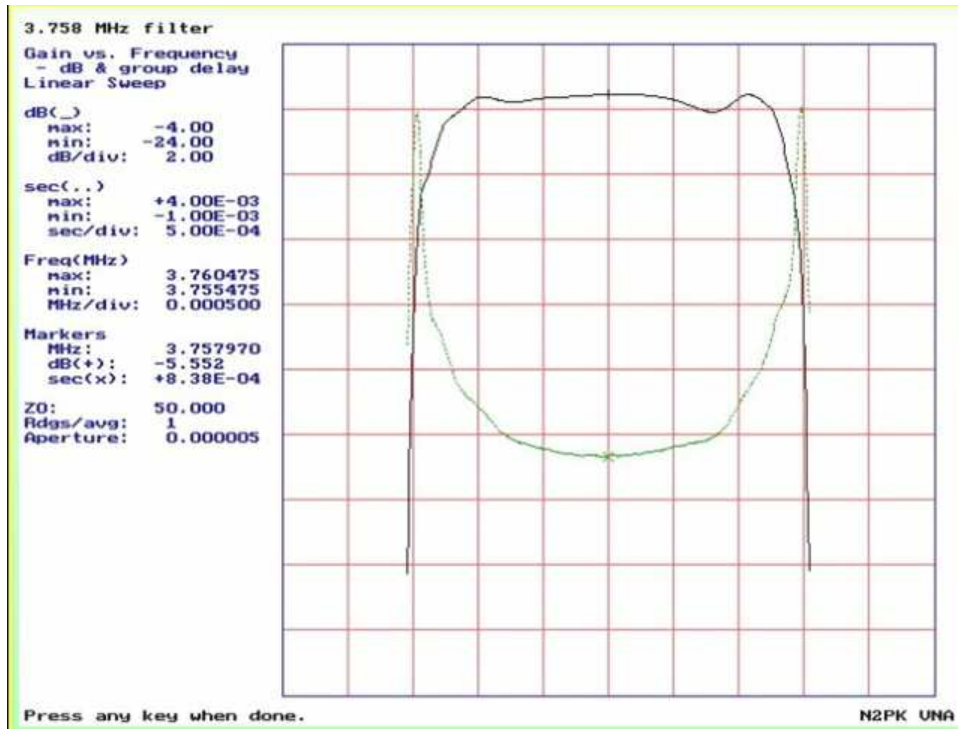 3.758 MHz filter
Gain vs. Frequency
- dB & group delay
Linear Sweep
dB(_)
max: -4.00
min: -24.00
dB/div: 2.00
sec(..)
max: +4.00E-03
min: -1.00E-03
sec/div: 5.00E-04
Freq(MHz)
max: 3.760475
min: 3.755475
MHz/div: 0.000500
Markers
MHz: 3.757970
dB(+): -5.552
sec(x): +8.38E-04
ZO: 50.000
Rdgs/avg: 1
Aperture: 0.000005
Press any key when done.
N2PK VNA